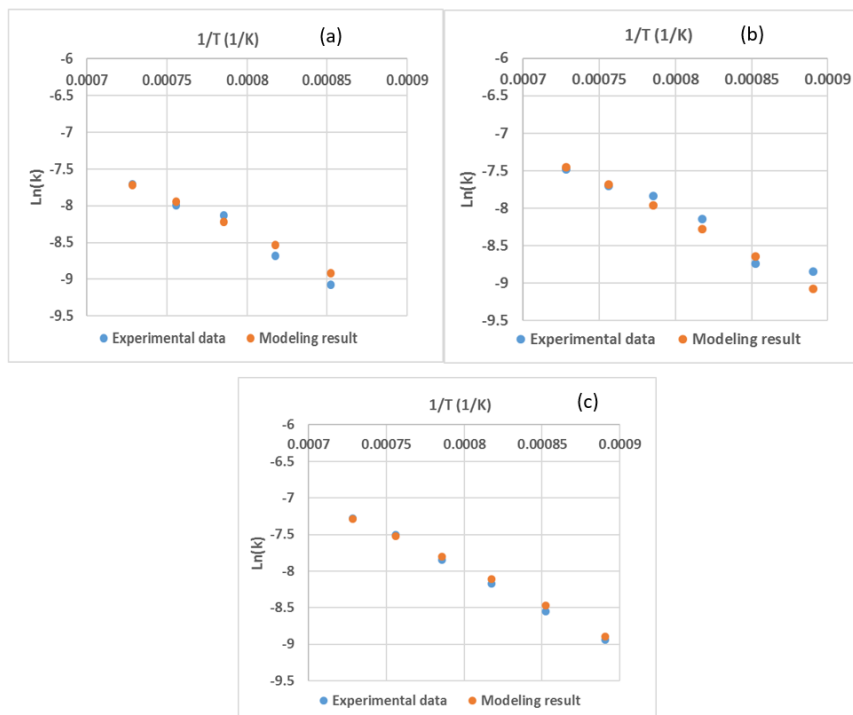 1/T (1/K) (a)
0.0007 0.00075 0.0008 0.00085 0.0009
-6
-6.5
-7
-7.5
-8
-8.5
-9
-9.5
Ln(k)
Experimental data Modeling result
1/T (1/K) (b)
0.0007 0.00075 0.0008 0.00085 0.0009
-6
-6.5
-7
-7.5
-8
-8.5
-9
-9.5
Ln(k)
Experimental data Modeling result
1/T (1/K) (c)
0.0007 0.00075 0.0008 0.00085 0.0009
-6
-6.5
-7
-7.5
-8
-8.5
-9
-9.5
Ln(k)
Experimental data Modeling result